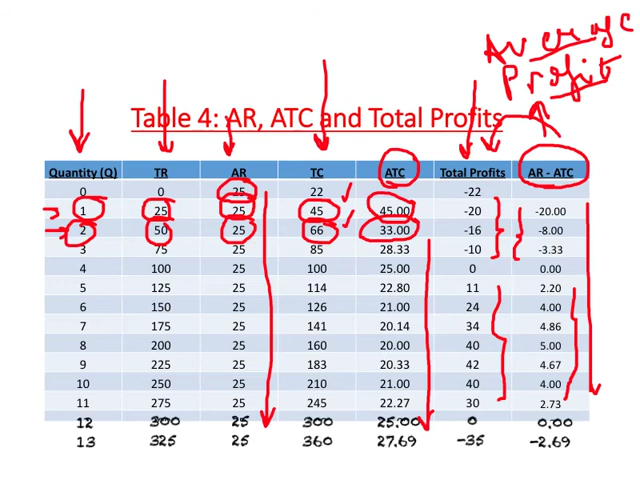 Average
Profit
Table 4: AR, ATC and Total Profits
Quantity (Q) TR AR TC ATC Total Profits AR - ATC
0 0 25 22 -22
1 25 25 45 45.00 -20 -20.00
2 50 25 66 33.00 -16 -8.00
3 75 25 85 28.33 -10 -3.33
4 100 25 100 25.00 0 0.00
5 125 25 114 22.80 11 2.20
6 150 25 126 21.00 24 4.00
7 175 25 141 20.14 34 4.86
8 200 25 160 20.00 40 5.00
9 225 25 183 20.33 42 4.67
10 250 25 210 21.00 40 4.00
11 275 25 245 22.27 30 2.73
12 300 25 300 25.00 0 0.00
13 325 25 360 27.69 -35 -2.69